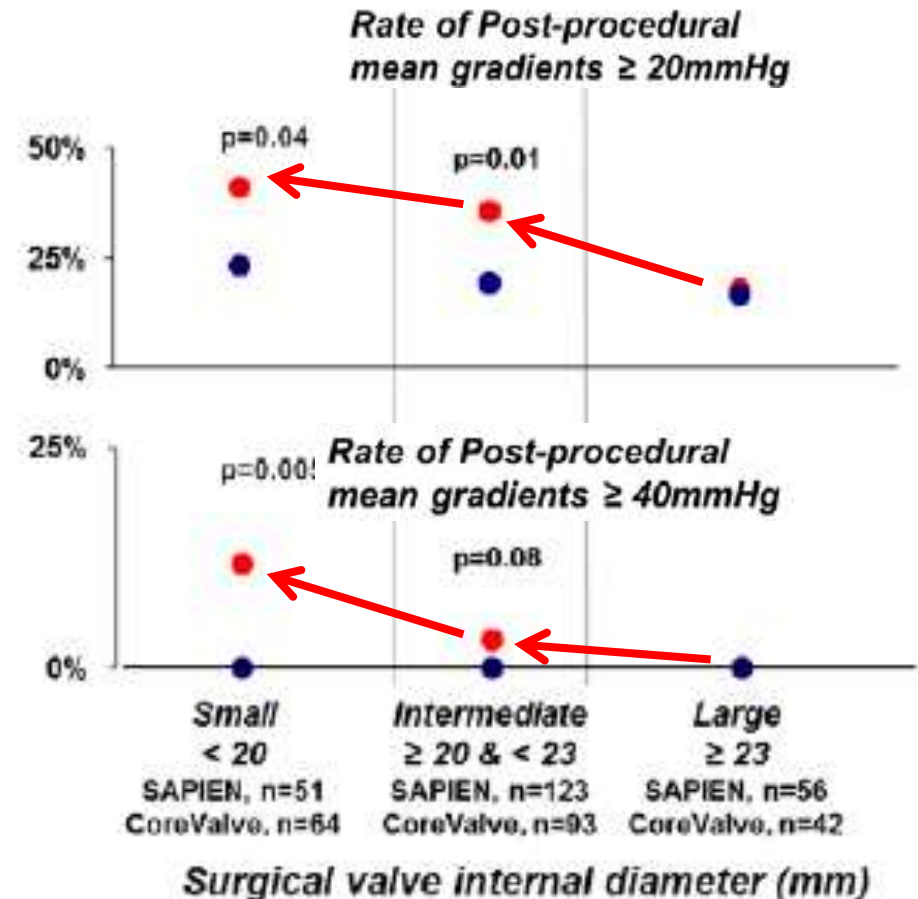 Rate of Post-procedural
mean gradients ≥ 20mmHg
50%
p=0.04
p=0.01
25%
0%
25%
Rate of Post-procedural
mean gradients ≥ 40mmHg
p=0.005
p=0.08
0%
Small
Intermediate
Large
< 20
≥ 20 & < 23
≥ 23
SAPIEN, n=51
SAPIEN, n=123
SAPIEN, n=56
CoreValve, n=64
CoreValve, n=93
CoreValve, n=42
Surgical valve internal diameter (mm)